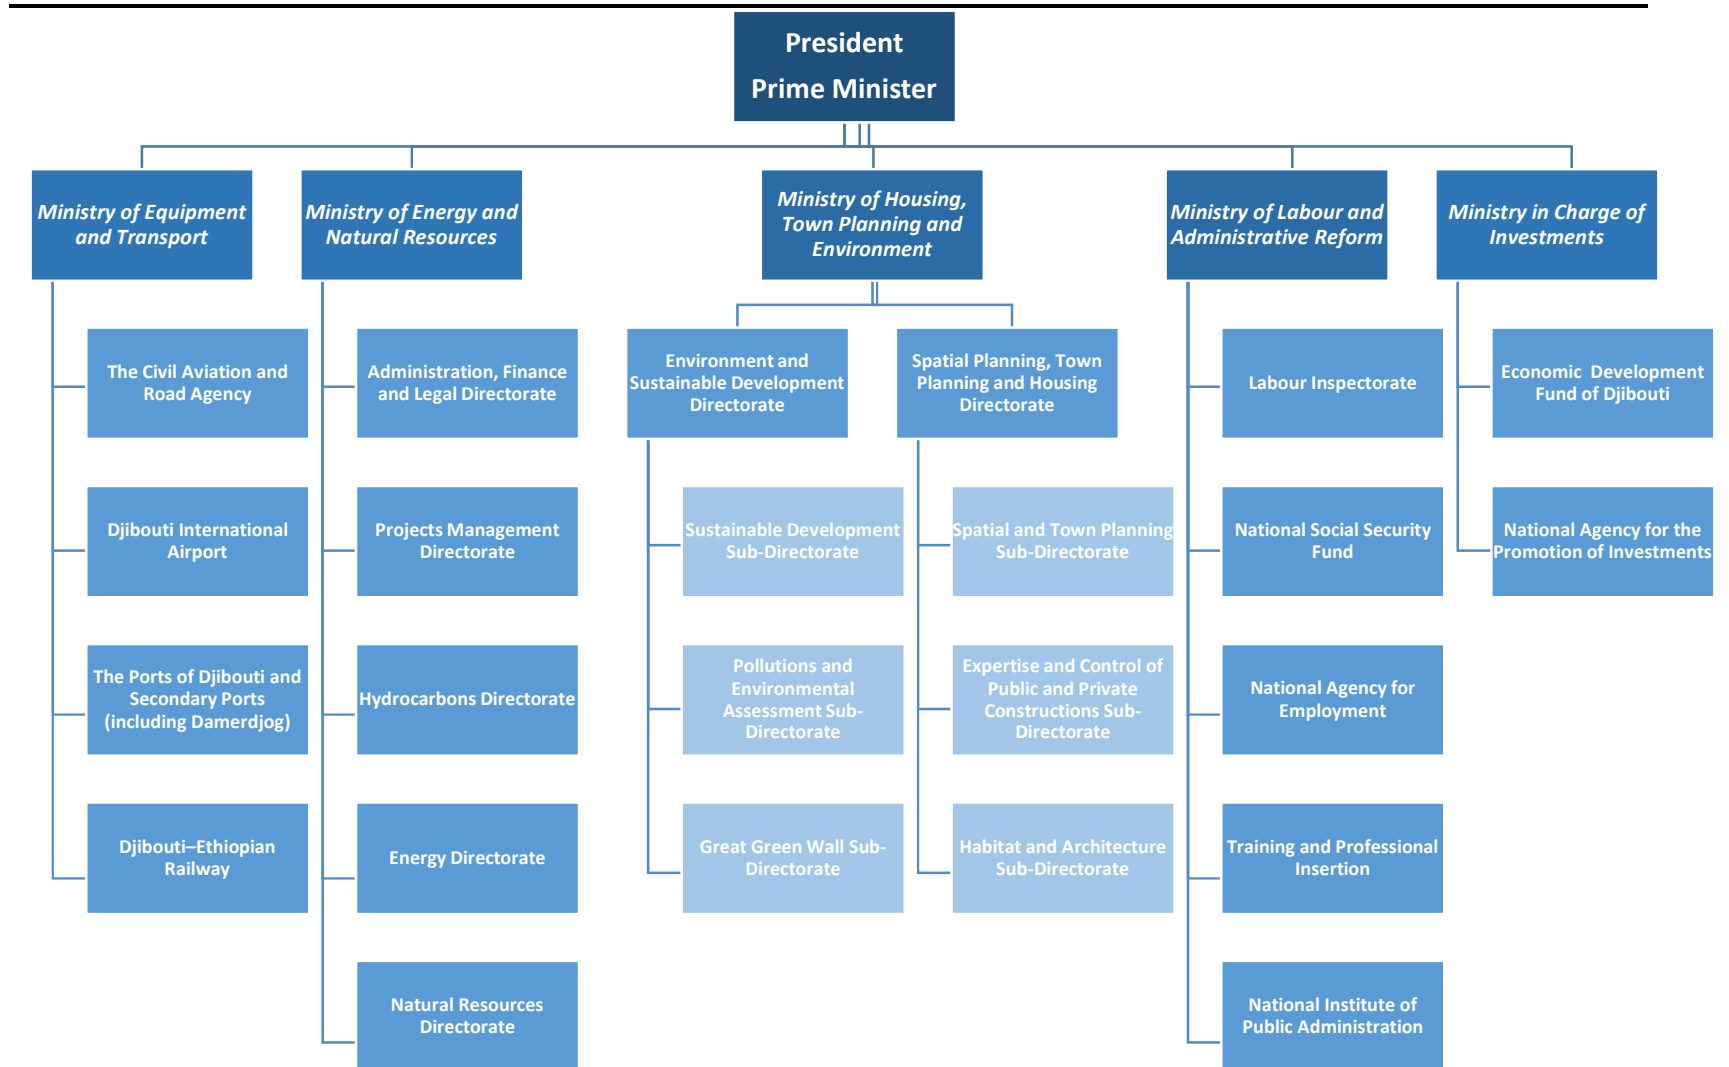 President
Prime Minister
Ministry of Equipment
and Transport
Ministry of Energy and
Natural Resources
Ministry of Housing,
Town Planning and
Environment
Ministry of Labour and
Administrative Reform
Ministry in Charge of
Investments
The Civil Aviation and
Road Agency
Administration, Finance
and Legal Directorate
Environment and
Sustainable Development
Directorate
Spatial Planning, Town
Planning and Housing
Directorate
Labour Inspectorate
Economic Development
Fund of Djibouti
Djibouti International
Airport
Projects Management
Directorate
Sustainable Development
Sub-Directorate
Spatial and Town Planning
Sub-Directorate
National Social Security
Fund
National Agency for the
Promotion of Investments
The Ports of Djibouti and
Secondary Ports
(including Damerdjog)
Hydrocarbons Directorate
Pollutions and
Environmental
Assessment Sub-
Directorate
Expertise and Control of
Public and Private
Constructions Sub-
Directorate
National Agency for
Employment
Djibouti–Ethiopian
Railway
Energy Directorate
Great Green Wall Sub-
Directorate
Habitat and Architecture
Sub-Directorate
Training and Professional
Insertion
Natural Resources
Directorate
National Institute of
Public Administration